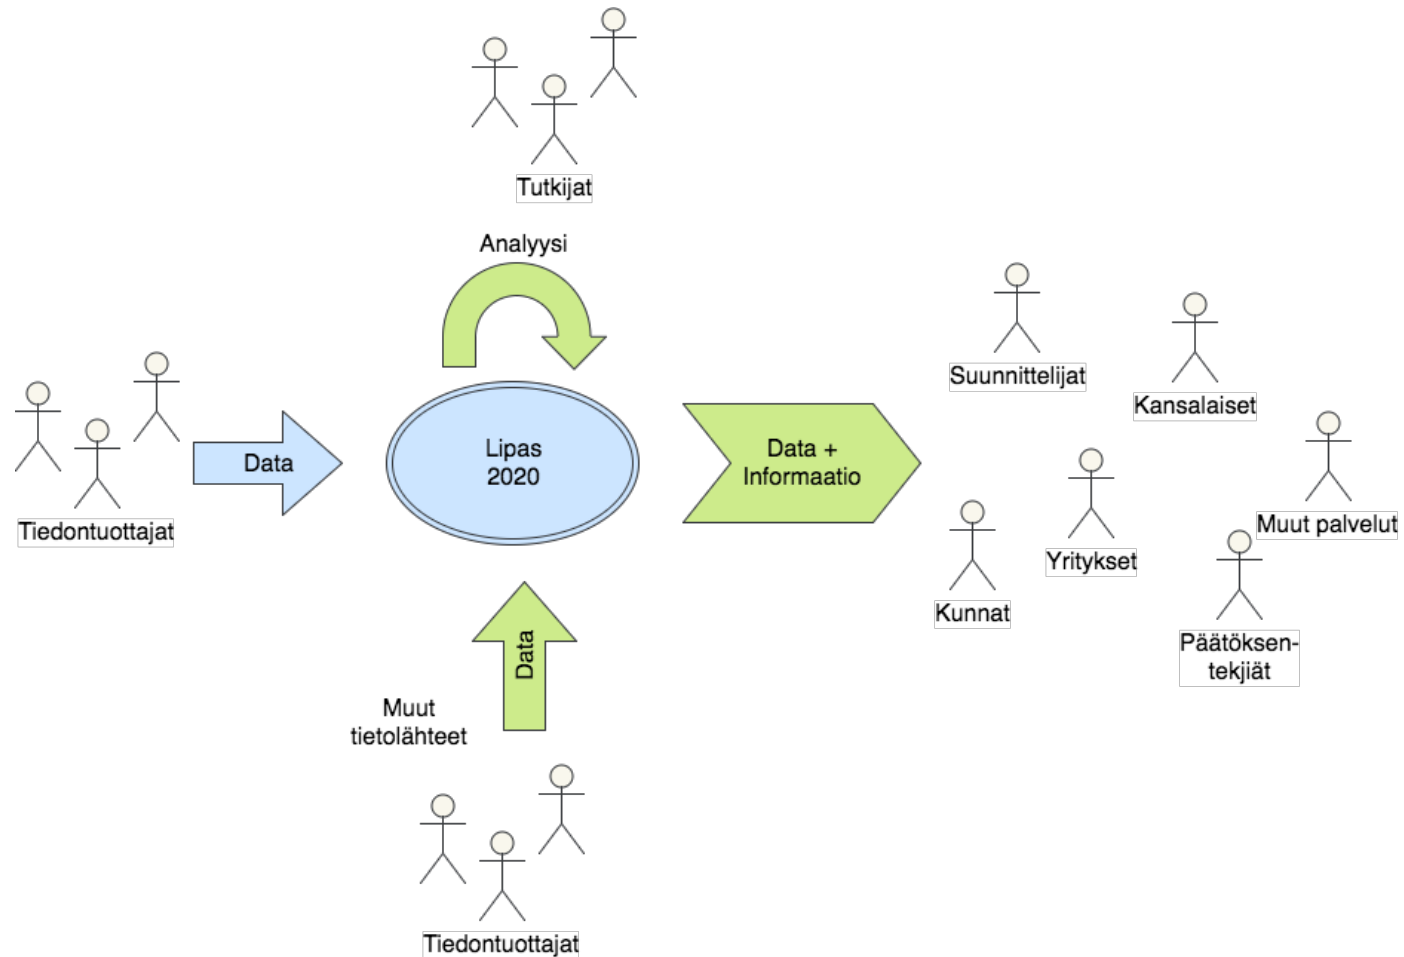 Tutkijat
Analyysi
Suunnittelijat
Kansalaiset
Data
Lipas
2020
Data +
Informaatio
Muut palvelut
Tiedontuottajat
Yritykset
Kunnat
Päätöksen-
tekjiät
Data
Muut
tietolähteet
Tiedontuottajat